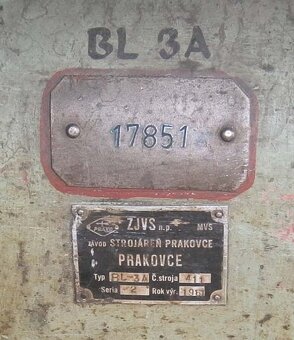 BL 3A
17851
ZJVS n.p. MVS
ZÁVOD STROJÁREŇ PRAKOVCE
PRAKOVCE
Typ BL-3A Č.stroja 411
Seria 2 Rok výr.